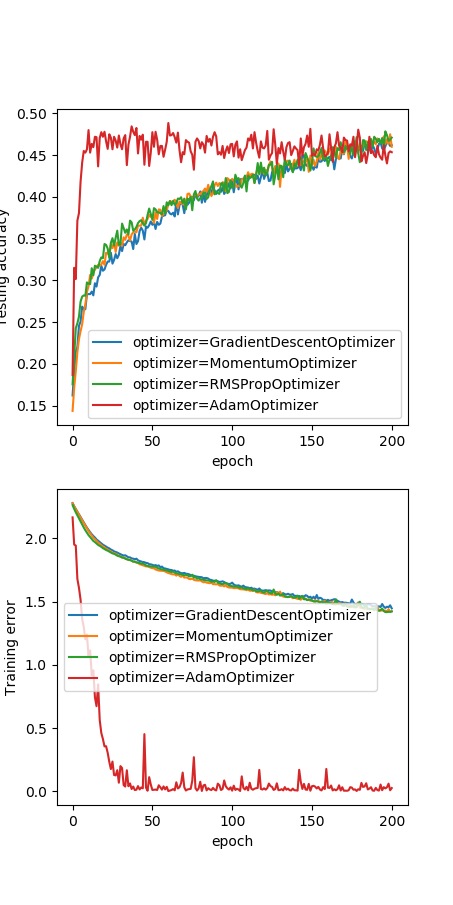 0.50
0.45
0.40
0.35
0.30
0.25
0.20
0.15
Testing accuracy
optimizer=GradientDescentOptimizer
optimizer=MomentumOptimizer
optimizer=RMSPropOptimizer
optimizer=AdamOptimizer
0 50 100 150 200
epoch
2.0
1.5
1.0
0.5
0.0
Training error
optimizer=GradientDescentOptimizer
optimizer=MomentumOptimizer
optimizer=RMSPropOptimizer
optimizer=AdamOptimizer
0 50 100 150 200
epoch